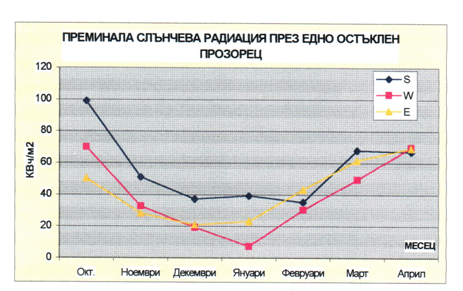 ПРЕМИНАЛА СЛЪНЧЕВА РАДИАЦИЯ ПРЕЗ ЕДНО ОСТЪКЛЕН
ПРОЗОРЕЦ
КВч/м2
120
100
80
60
40
20
0
S
W
E
МЕСЕЦ
Окт. Ноември Декември Януари Февруари Март Април